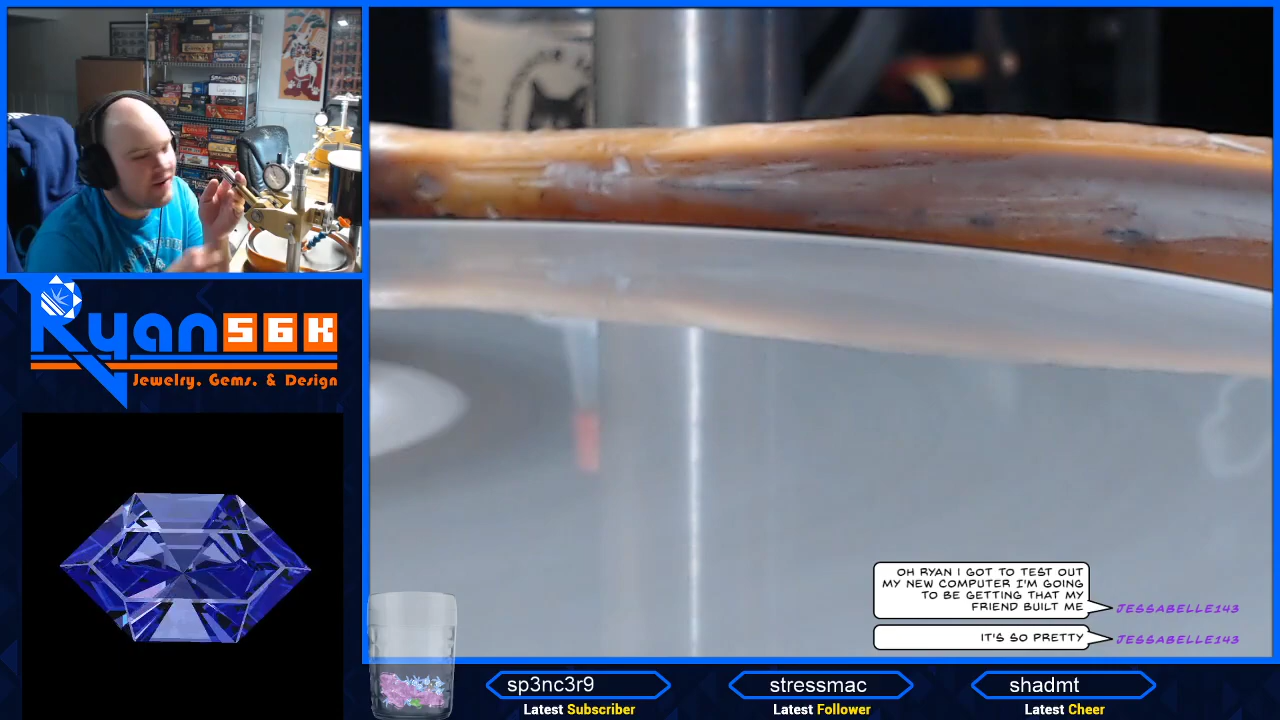 Ryan S6K
Jewelry, Gems, & Design
OH RYAN I GOT TO TEST OUT
MY NEW COMPUTER I'M GOING
TO BE GETTING THAT MY
FRIEND BUILT ME
JESSABELLE143
IT'S SO PRETTY
JESSABELLE143
sp3nc3r9
Latest Subscriber
stressmac
Latest Follower
shadmt
Latest Cheer